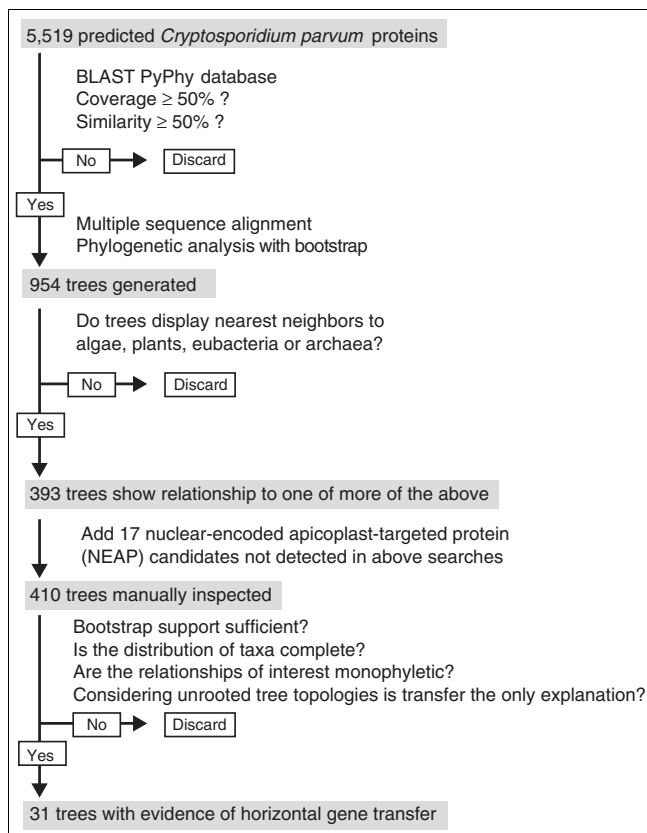 5,519 predicted Cryptosporidium parvum proteins
BLAST PyPhy database
Coverage ≥ 50% ?
Similarity ≥ 50% ?
No
Discard
Yes
Multiple sequence alignment
Phylogenetic analysis with bootstrap
954 trees generated
Do trees display nearest neighbors to
algae, plants, eubacteria or archaea?
No
Discard
Yes
393 trees show relationship to one of more of the above
Add 17 nuclear-encoded apicoplast-targeted protein
(NEAP) candidates not detected in above searches
410 trees manually inspected
Bootstrap support sufficient?
Is the distribution of taxa complete?
Are the relationships of interest monophyletic?
Considering unrooted tree topologies is transfer the only explanation?
No
Discard
Yes
31 trees with evidence of horizontal gene transfer